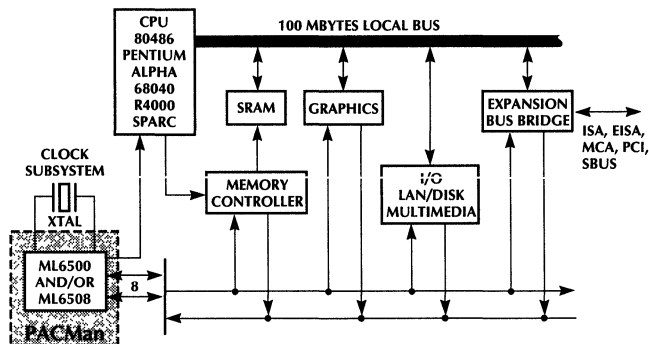 CPU
80486
PENTIUM
ALPHA
68040
R4000
SPARC
100 MBYTES LOCAL BUS
SRAM
GRAPHICS
EXPANSION
BUS BRIDGE
ISA, EISA,
MCA, PCI,
SBUS
CLOCK
SUBSYSTEM
XTAL
MEMORY
CONTROLLER
I/O
LAN/DISK
MULTIMEDIA
ML6500
AND/OR
ML6508
8
PACMan